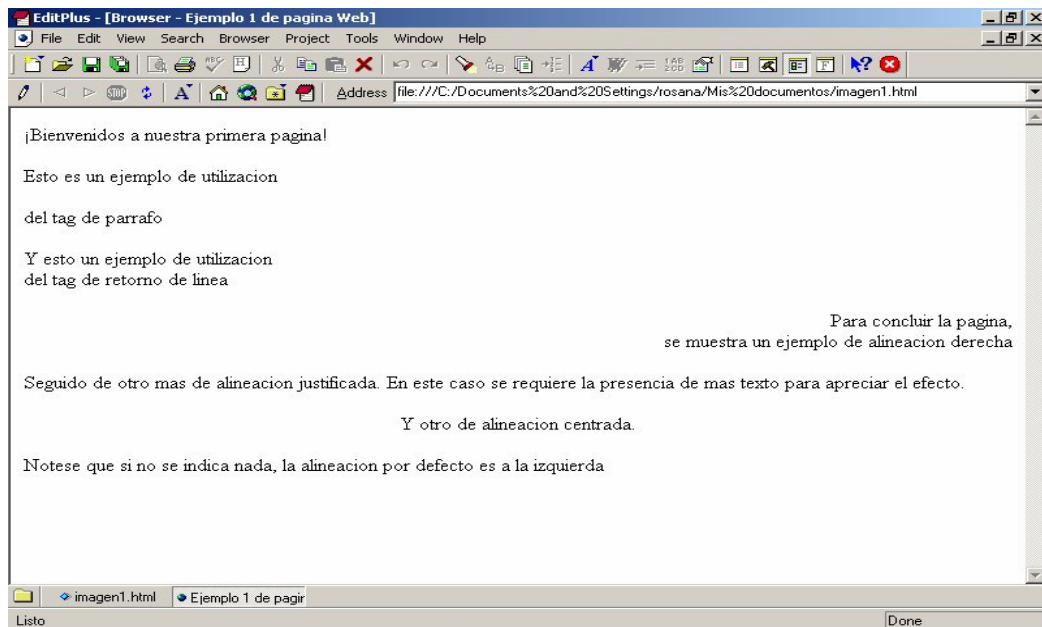 EditPlus - [Browser - Ejemplo 1 de pagina Web]
File Edit View Search Browser Project Tools Window Help
Address file:///C:/Documents%20and%20Settings/rosana/Mis%20documentos/imagen1.html
¡Bienvenidos a nuestra primera pagina!
Esto es un ejemplo de utilizacion
del tag de parrafo
Y esto un ejemplo de utilizacion
del tag de retorno de linea
Para concluir la pagina,
se muestra un ejemplo de alineacion derecha
Seguido de otro mas de alineacion justificada. En este caso se requiere la presencia de mas texto para apreciar el efecto.
Y otro de alineacion centrada.
Notese que si no se indica nada, la alineacion por defecto es a la izquierda
imagen1.html Ejemplo 1 de pagir
Listo Done